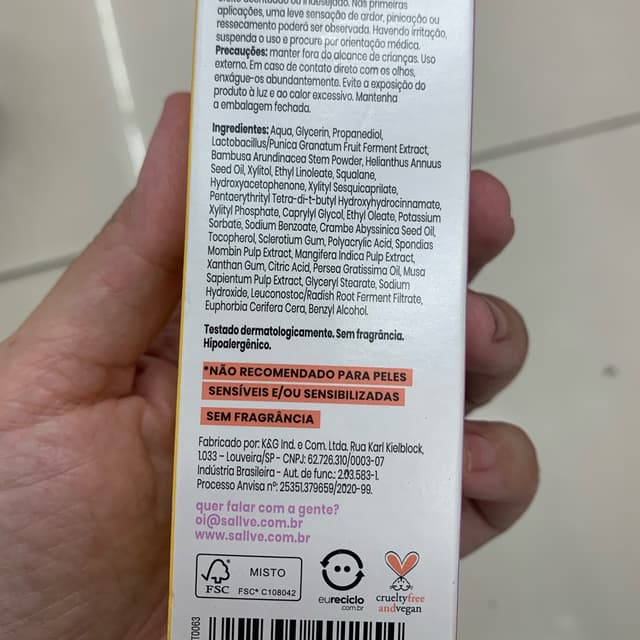 efeito acentuado ou indesejado. Nas primeiras
aplicações, uma leve sensação de ardor, pinicação ou
ressecamento poderá ser observada. Havendo irritação,
suspenda o uso e procure por orientação médica.
Precauções: manter fora do alcance de crianças. Uso
externo. Em caso de contato direto com os olhos,
enxágue-os abundantemente. Evite a exposição do
produto à luz e ao calor excessivo. Mantenha
a embalagem fechada.
Ingredientes: Aqua, Glycerin, Propanediol,
Lactobacillus/Punica Granatum Fruit Ferment Extract,
Bambusa Arundinacea Stem Powder, Helianthus Annuus
Seed Oil, Xylitol, Ethyl Linoleate, Squalane,
Hydroxyacetophenone, Xylityl Sesquicaprilate,
Pentaerythrityl Tetra-di-t-butyl Hydroxyhydrocinnamate,
Xylityl Phosphate, Caprylyl Glycol, Ethyl Oleate, Potassium
Sorbate, Sodium Benzoate, Crambe Abyssinica Seed Oil,
Tocopherol, Sclerotium Gum, Polyacrylic Acid, Spondias
Mombin Pulp Extract, Mangifera Indica Pulp Extract,
Xanthan Gum, Citric Acid, Persea Gratissima Oil, Musa
Sapientum Pulp Extract, Glyceryl Stearate, Sodium
Hydroxide, Leuconostoc/Radish Root Ferment Filtrate,
Euphorbia Cerifera Cera, Benzyl Alcohol.
Testado dermatologicamente. Sem fragrância.
Hipoalergênico.
*NÃO RECOMENDADO PARA PELES
SENSÍVEIS E/OU SENSIBILIZADAS
SEM FRAGRÂNCIA
Fabricado por: K&G Ind. e Com. Ltda. Rua Karl Kielblock,
1.033 - Louveira/SP - CNPJ: 62.726.310/0003-07
Indústria Brasileira - Aut. de func.: 2.03.583-1.
Processo Anvisa nº: 25351.379659/2020-99.
quer falar com a gente?
oi@sallve.com.br
www.sallve.com.br
FSC MISTO
FSC® C108042
eureciclo
.com.br
crueltyfree
andvegan
T0063